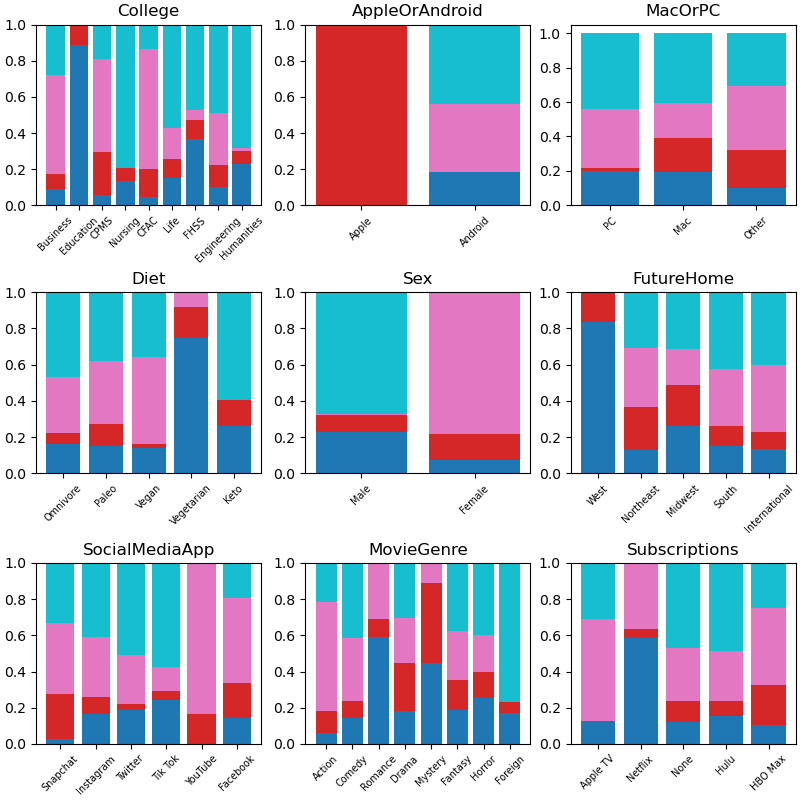 College AppleOrAndroid MacOrPC
1.0 1.0 1.0
0.8 0.8 0.8
0.6 0.6 0.6
0.4 0.4 0.4
0.2 0.2 0.2
0.0 0.0 0.0
Business Education CPMS Nursing CFAC Life FHSS Engineering Humanities Apple Android PC Mac Other
Diet Sex FutureHome
1.0 1.0 1.0
0.8 0.8 0.8
0.6 0.6 0.6
0.4 0.4 0.4
0.2 0.2 0.2
0.0 0.0 0.0
Omnivore Paleo Vegan Vegetarian Keto Male Female West Northeast Midwest South International
SocialMediaApp MovieGenre Subscriptions
1.0 1.0 1.0
0.8 0.8 0.8
0.6 0.6 0.6
0.4 0.4 0.4
0.2 0.2 0.2
0.0 0.0 0.0
Snapchat Instagram Twitter Tik Tok YouTube Facebook Action Comedy Romance Drama Mystery Fantasy Horror Foreign Apple TV Netflix None Hulu HBO Max